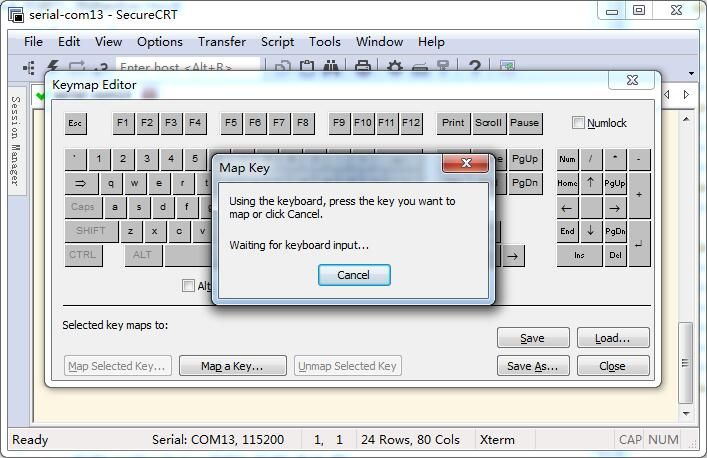 serial-com13 - SecureCRT
File Edit View Options Transfer Script Tools Window Help
Enter host <Alt+R>
Keymap Editor
Session Manager
Esc F1 F2 F3 F4 F5 F6 F7 F8 F9 F10 F11 F12 Print Scroll Pause Numlock
` 1 2 3 4 5 6 7 8 PgUp Num / * -
q w e r t PgDn Home ↑ PgUp +
Caps a s d f ← →
SHIFT z x c v End ↓ PgDn
CTRL ALT → Ins Del
Map Key
Using the keyboard, press the key you want to
map or click Cancel.
Waiting for keyboard input...
Cancel
Selected key maps to:
Save Load...
Map Selected Key... Map a Key... Unmap Selected Key Save As... Close
Ready Serial: COM13, 115200 1, 1 24 Rows, 80 Cols Xterm CAP NUM